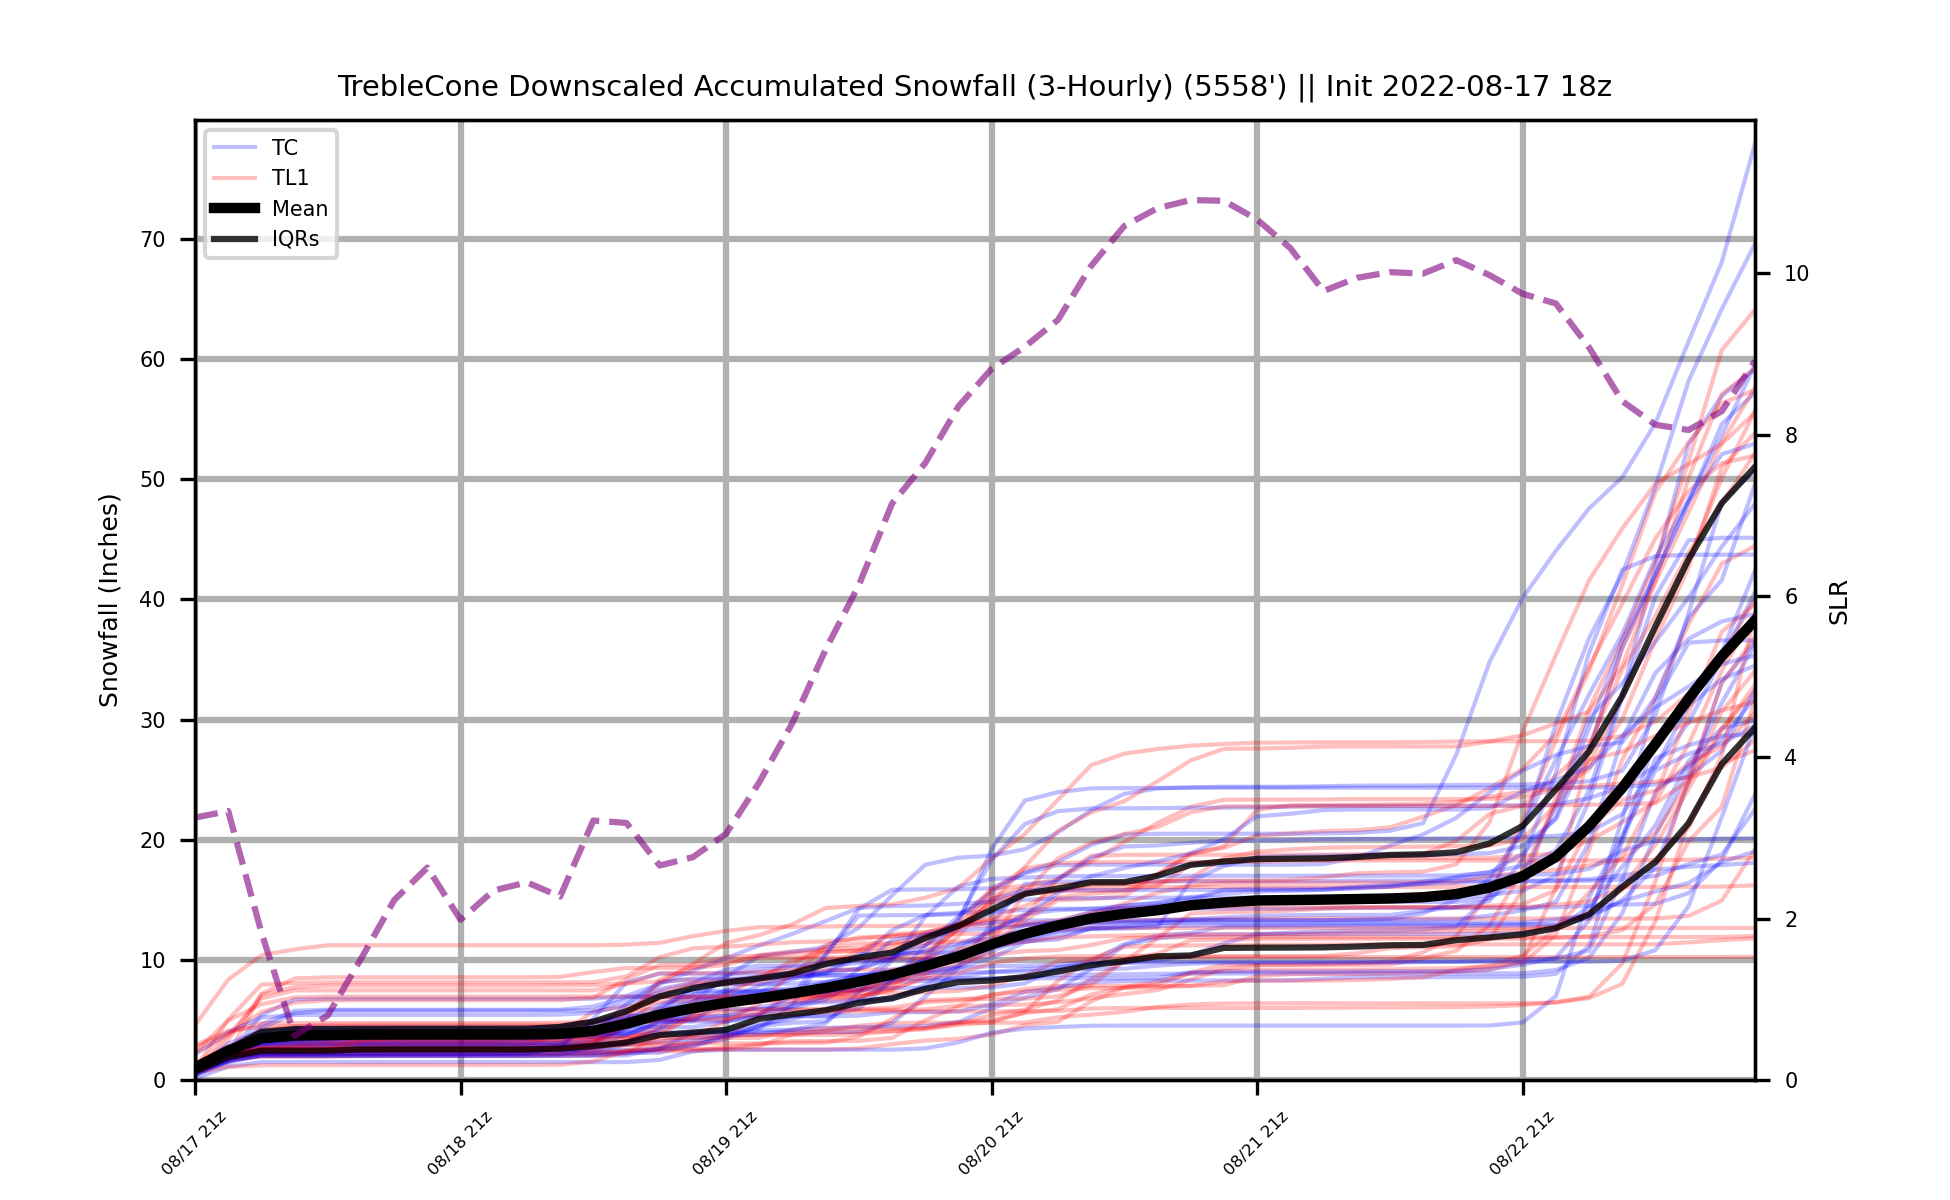 TrebleCone Downscaled Accumulated Snowfall (3-Hourly) (5558') || Init 2022-08-17 18z
TC
TL1
Mean
IQRs
Snowfall (Inches)
70
60
50
40
30
20
10
0
SLR
10
8
6
4
2
0
08/17 21z
08/18 21z
08/19 21z
08/20 21z
08/21 21z
08/22 21z